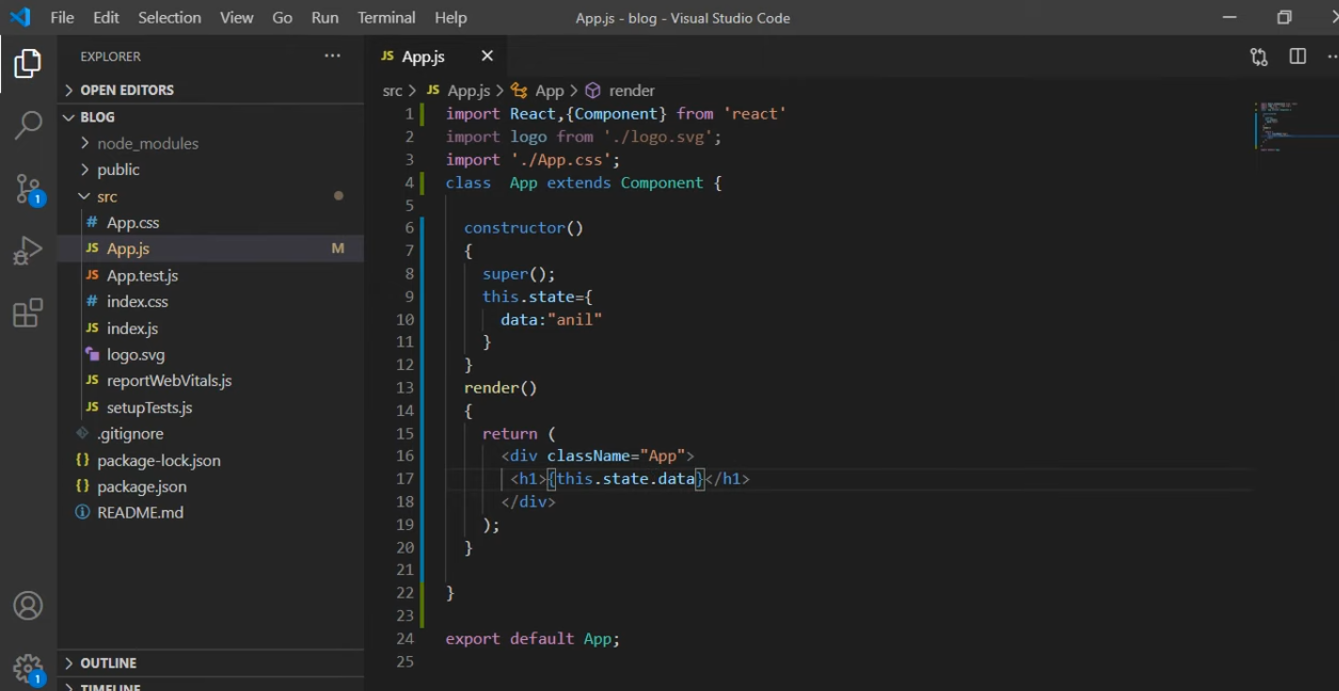 File Edit Selection View Go Run Terminal Help App.js - blog - Visual Studio Code
EXPLORER
OPEN EDITORS
BLOG
node_modules
public
src
# App.css
JS App.js M
JS App.test.js
# index.css
JS index.js
logo.svg
JS reportWebVitals.js
JS setupTests.js
.gitignore
{} package-lock.json
{} package.json
README.md
OUTLINE
TIMELINE
1
1
JS App.js
src > JS App.js > App > render
1 import React,{Component} from 'react'
2 import logo from './logo.svg';
3 import './App.css';
4 class  App extends Component {
5
6 constructor()
7 {
8 super();
9 this.state={
10 data:"anil"
11 }
12 }
13 render()
14 {
15 return (
16 <div className="App">
17 <h1>{this.state.data}</h1>
18 </div>
19 );
20 }
21
22 }
23
24 export default App;
25